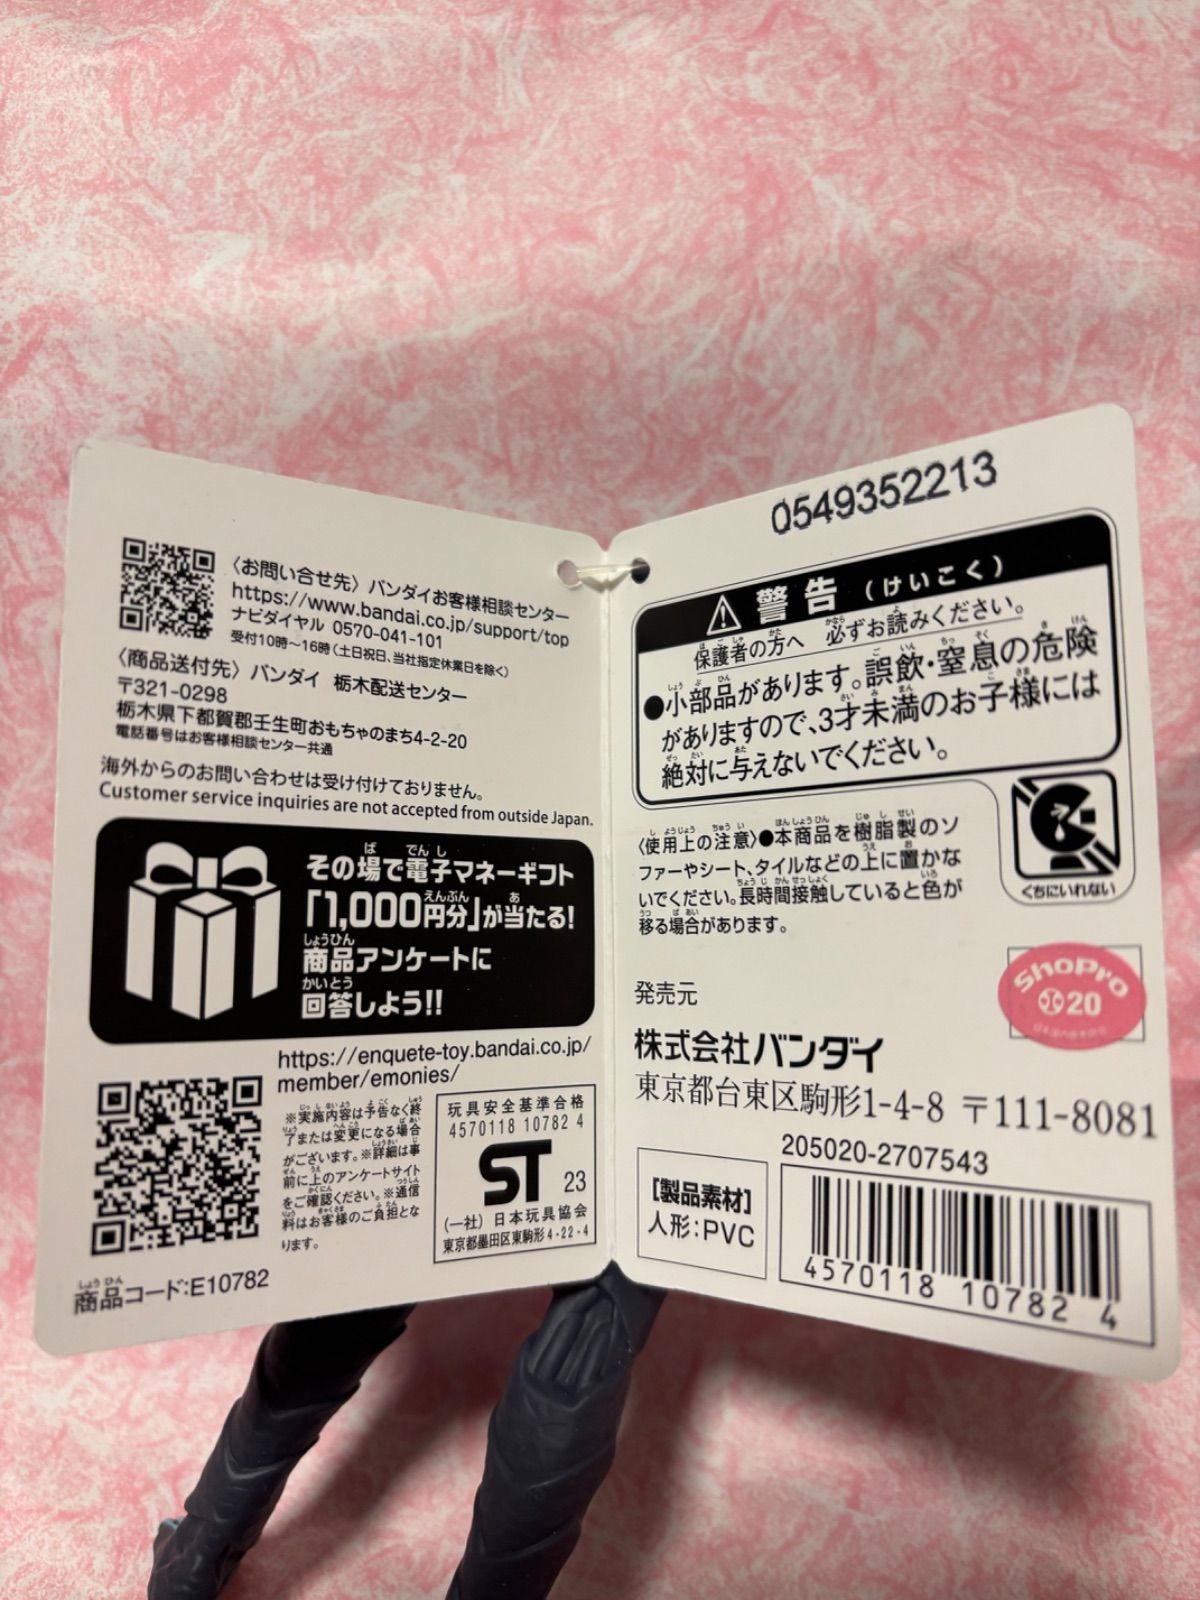 〈お問い合せ先〉バンダイお客様相談センター
https://www.bandai.co.jp/support/top
ナビダイヤル 0570-041-101
受付10時～16時(土日祝日、当社指定休業日を除く)
〈商品送付先〉バンダイ 栃木配送センター
〒321-0298
栃木県下都賀郡壬生町おもちゃのまち4-2-20
電話番号はお客様相談センター共通
海外からのお問い合わせは受け付けておりません。
Customer service inquiries are not accepted from outside Japan.
その場で電子マネーギフト
「1,000円分」が当たる!
商品アンケートに
回答しよう!!
https://enquete-toy.bandai.co.jp/
member/emonies/
※実施内容は予告なく終
了または変更になる場合
がございます。※詳細は事
前に上のアンケートサイト
をご確認ください。※通信
料はお客様のご負担とな
ります。
玩具安全基準合格
4570118 10782 4
ST 23
(一社) 日本玩具協会
東京都墨田区東駒形4-22-4
商品コード:E10782
0549352213
警告 (けいこく)
保護者の方へ 必ずお読みください。
●小部品があります。誤飲・窒息の危険
がありますので、3才未満のお子様には
絶対に与えないでください。
〈使用上の注意〉●本商品を樹脂製のソ
ファーやシート、タイルなどの上に置かな
いでください。長時間接触していると色が
移る場合があります。
くちにいれない
ShoPro
20
発売元
株式会社バンダイ
東京都台東区駒形1-4-8 〒111-8081
205020-2707543
[製品素材]
人形:PVC
4570118 10782 4